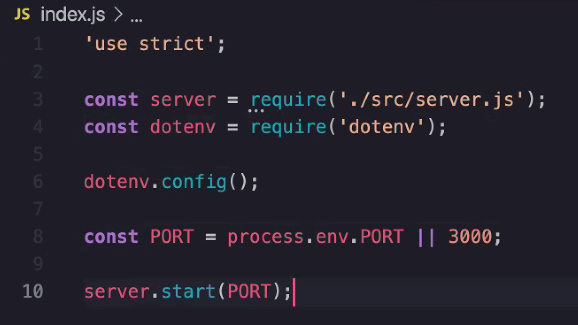 JS index.js > ...
1 'use strict';
2
3 const server = require('./src/server.js');
4 const dotenv = require('dotenv');
5
6 dotenv.config();
7
8 const PORT = process.env.PORT || 3000;
9
10 server.start(PORT);